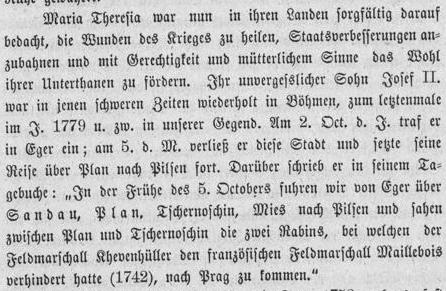 Maria Theresia war nun in ihren Landen sorgfältig darauf
bedacht, die Wunden des Krieges zu heilen, Staatsverbesserungen an-
zubahnen und mit Gerechtigkeit und mütterlichem Sinne das Wohl
ihrer Unterthanen zu fördern. Ihr unvergesslicher Sohn Josef II.
war in jenen schweren Zeiten wiederholt in Böhmen, zum letztenmale
im J. 1779 u. zw. in unserer Gegend. Am 2. Oct. d. J. traf er
in Eger ein; am 5. d. M. verließ er diese Stadt und setzte seine
Reise über Plan nach Pilsen fort. Darüber schrieb er in seinem Ta-
gebuche: „In der Frühe des 5. Octobers fuhren wir von Eger über
Sandau, Plan, Tschernoschin, Mies nach Pilsen und sahen
zwischen Plan und Tschernoschin die zwei Rabins, bei welchen der
Feldmarschall Khevenhüller den französischen Feldmarschall Maillebois
verhindert hatte (1742), nach Prag zu kommen.“